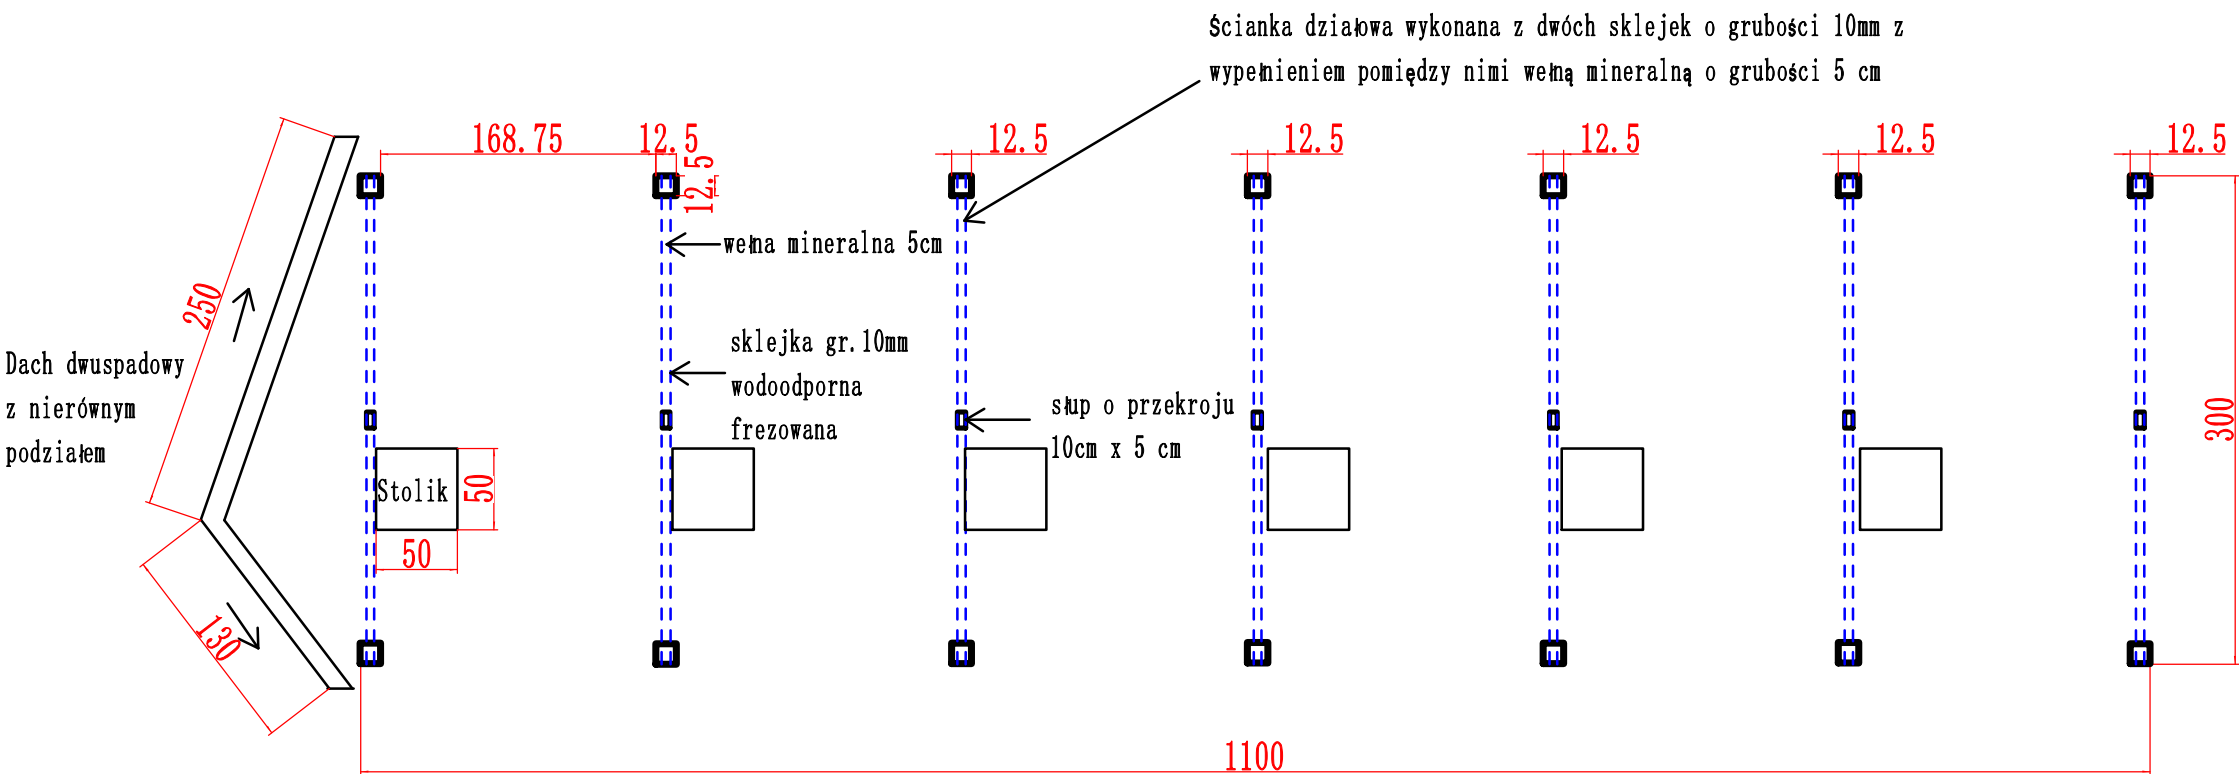 Ścianka działowa wykonana z dwóch sklejek o grubości 10mm z
wypełnieniem pomiędzy nimi wełną mineralną o grubości 5 cm
168.75
12.5
12.5
12.5
12.5
12.5
12.5
12.5
wełna mineralna 5cm
250
sklejka gr.10mm
wodoodporna
frezowana
Dach dwuspadowy
z nierównym
podziałem
słup o przekroju
10cm x 5 cm
300
Stolik
50
50
130
1100